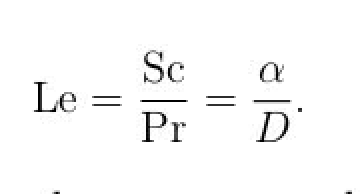 Le = Sc/Pr = α/D.